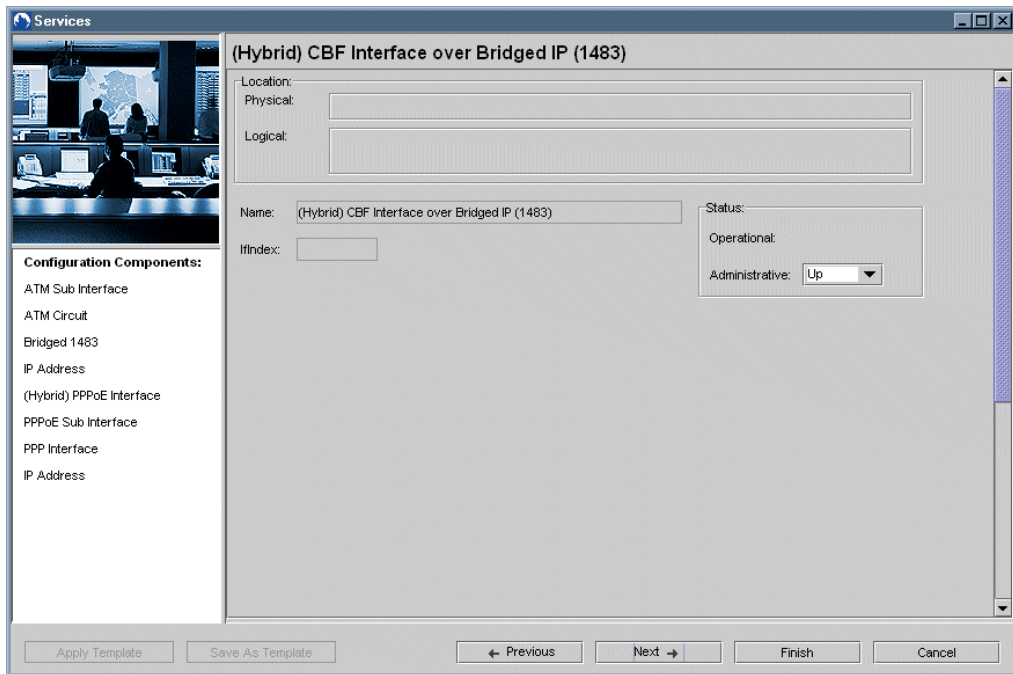 Services
(Hybrid) CBF Interface over Bridged IP (1483)
Location:
Physical:
Logical:
Name: (Hybrid) CBF Interface over Bridged IP (1483)
IfIndex:
Status:
Operational:
Administrative: Up
Configuration Components:
ATM Sub Interface
ATM Circuit
Bridged 1483
IP Address
(Hybrid) PPPoE Interface
PPPoE Sub Interface
PPP Interface
IP Address
Apply Template Save As Template Previous Next Finish Cancel